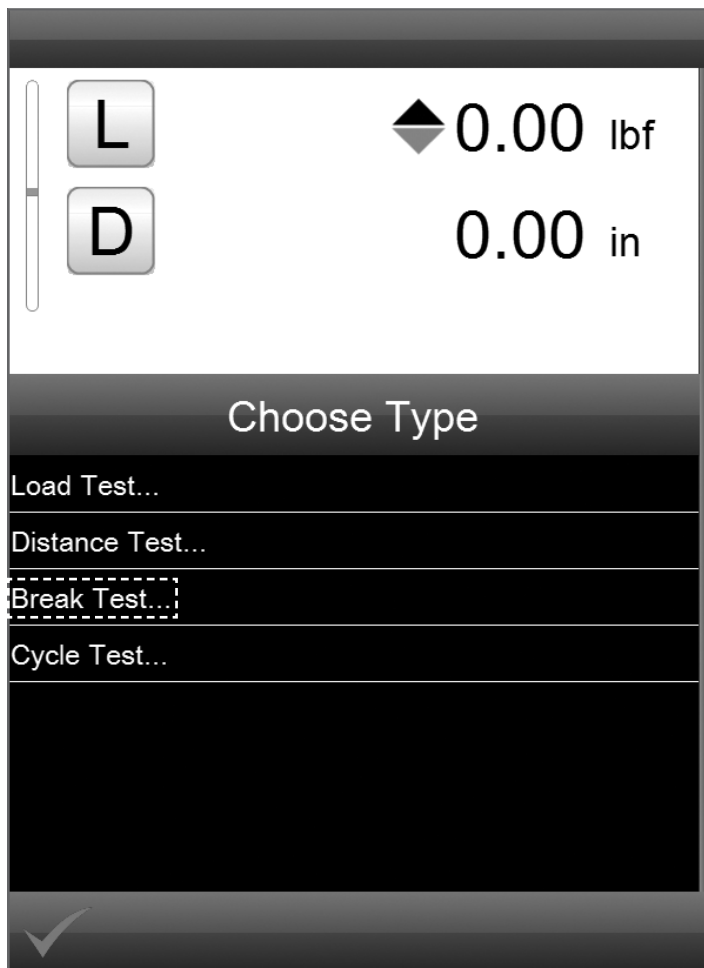 L 0.00 lbf
D 0.00 in
Choose Type
Load Test...
Distance Test...
Break Test...
Cycle Test...